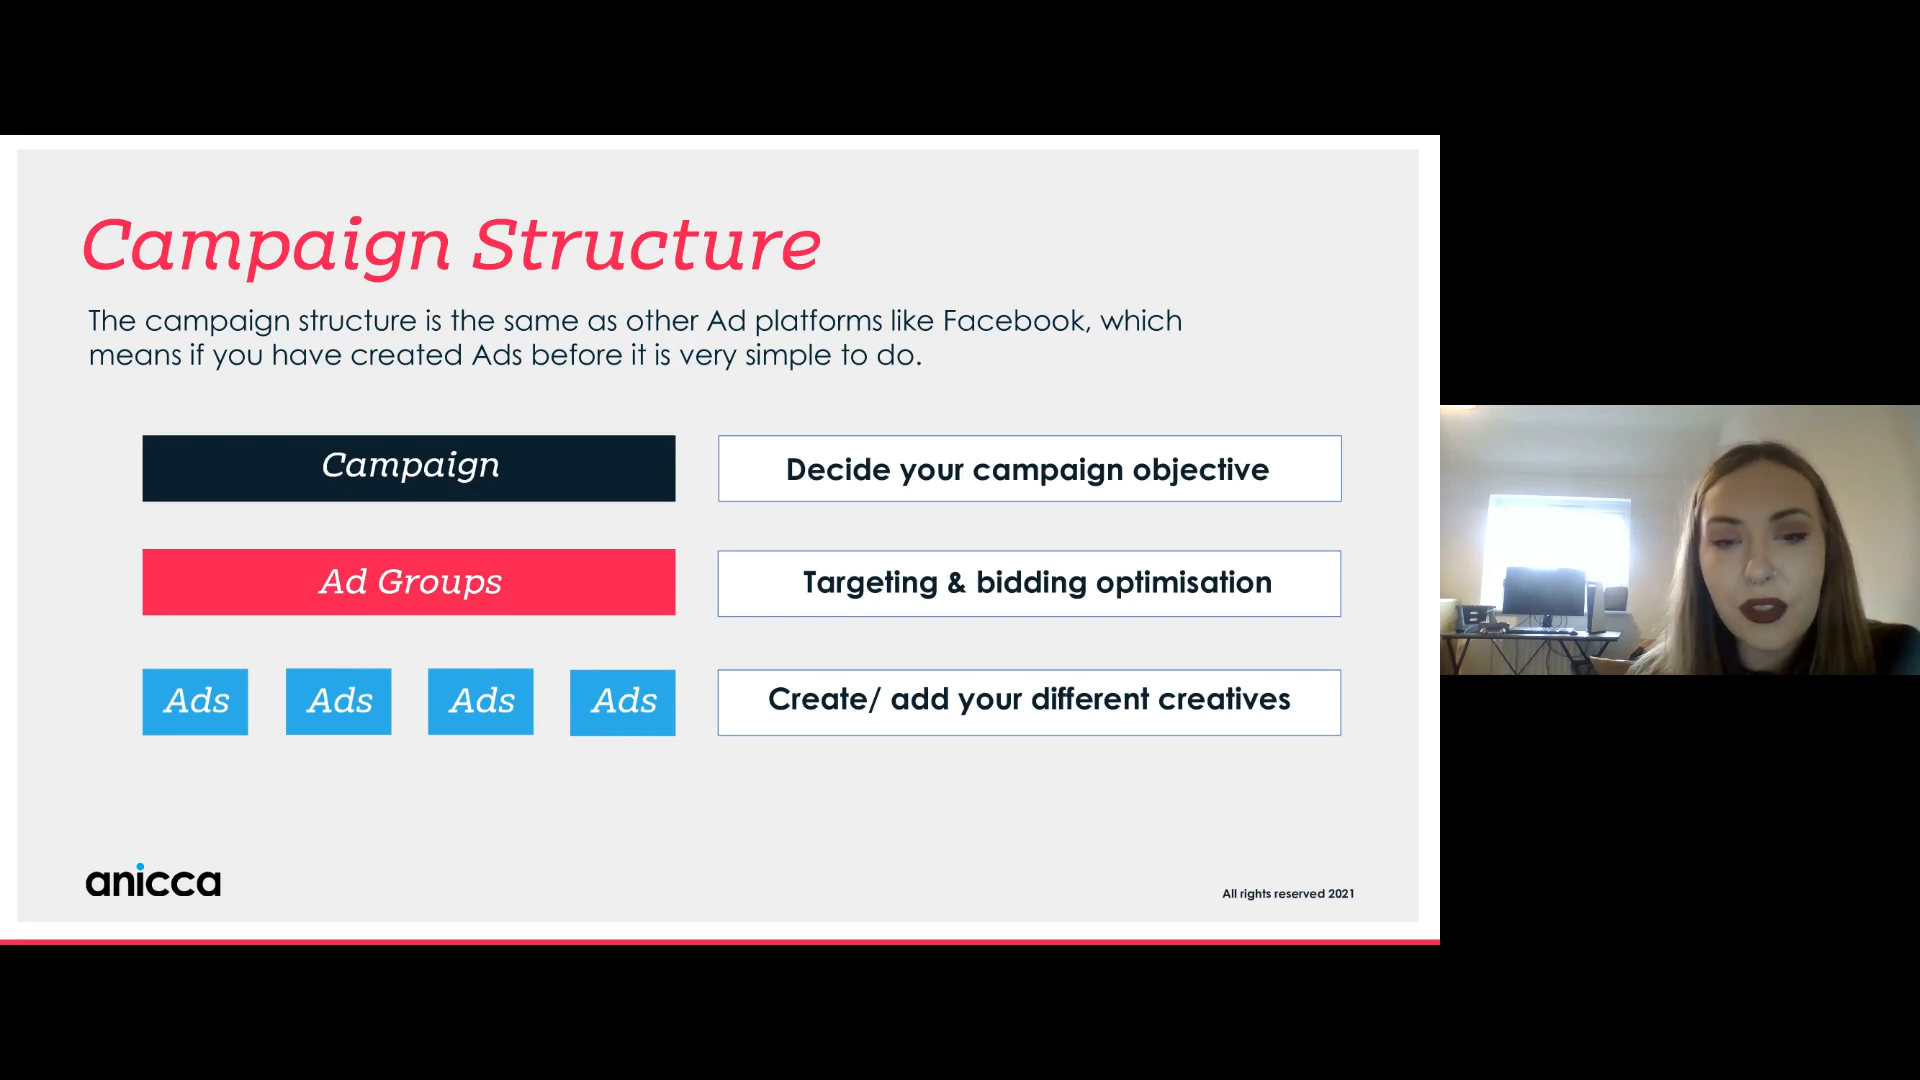 Campaign Structure
The campaign structure is the same as other Ad platforms like Facebook, which
means if you have created Ads before it is very simple to do.
Campaign
Decide your campaign objective
Ad Groups
Targeting & bidding optimisation
Ads
Ads
Ads
Ads
Create/ add your different creatives
anicca
All rights reserved 2021